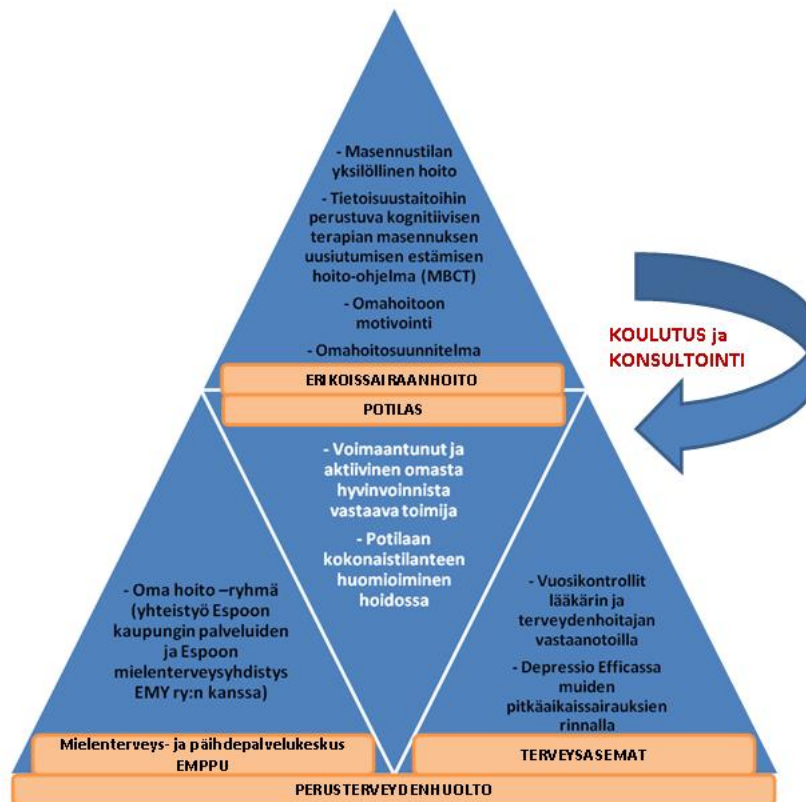 - Masennustilan
yksilöllinen hoito
- Tietoisuustaitoihin
perustuva kognitiivisen
terapian masennuksen
uusiutumisen estämisen
hoito-ohjelma (MBCT)
- Omahoitoon
motivointi
- Omahoitosuunnitelma
ERIKOISSAIRAANHOITO
KOULUTUS ja
KONSULTOINTI
POTILAS
- Voimaantunut ja
aktiivinen omasta
hyvinvoinnista
vastaava toimija
- Potilaan
kokonaistilanteen
huomioiminen
hoidossa
- Oma hoito –ryhmä
(yhteistyö Espoon
kaupungin palveluiden
ja Espoon
mielenterveysyhdistys
EMY ry:n kanssa)
Mielenterveys- ja päihdepalvelukeskus
EMPPU
- Vuosikontrollit
lääkärin ja
terveydenhoitajan
vastaanotoilla
- Depressio Efficassa
muiden
pitkäaikaissairauksien
rinnalla
TERVEYSASEMAT
PERUSTERVEYDENHUOLTO